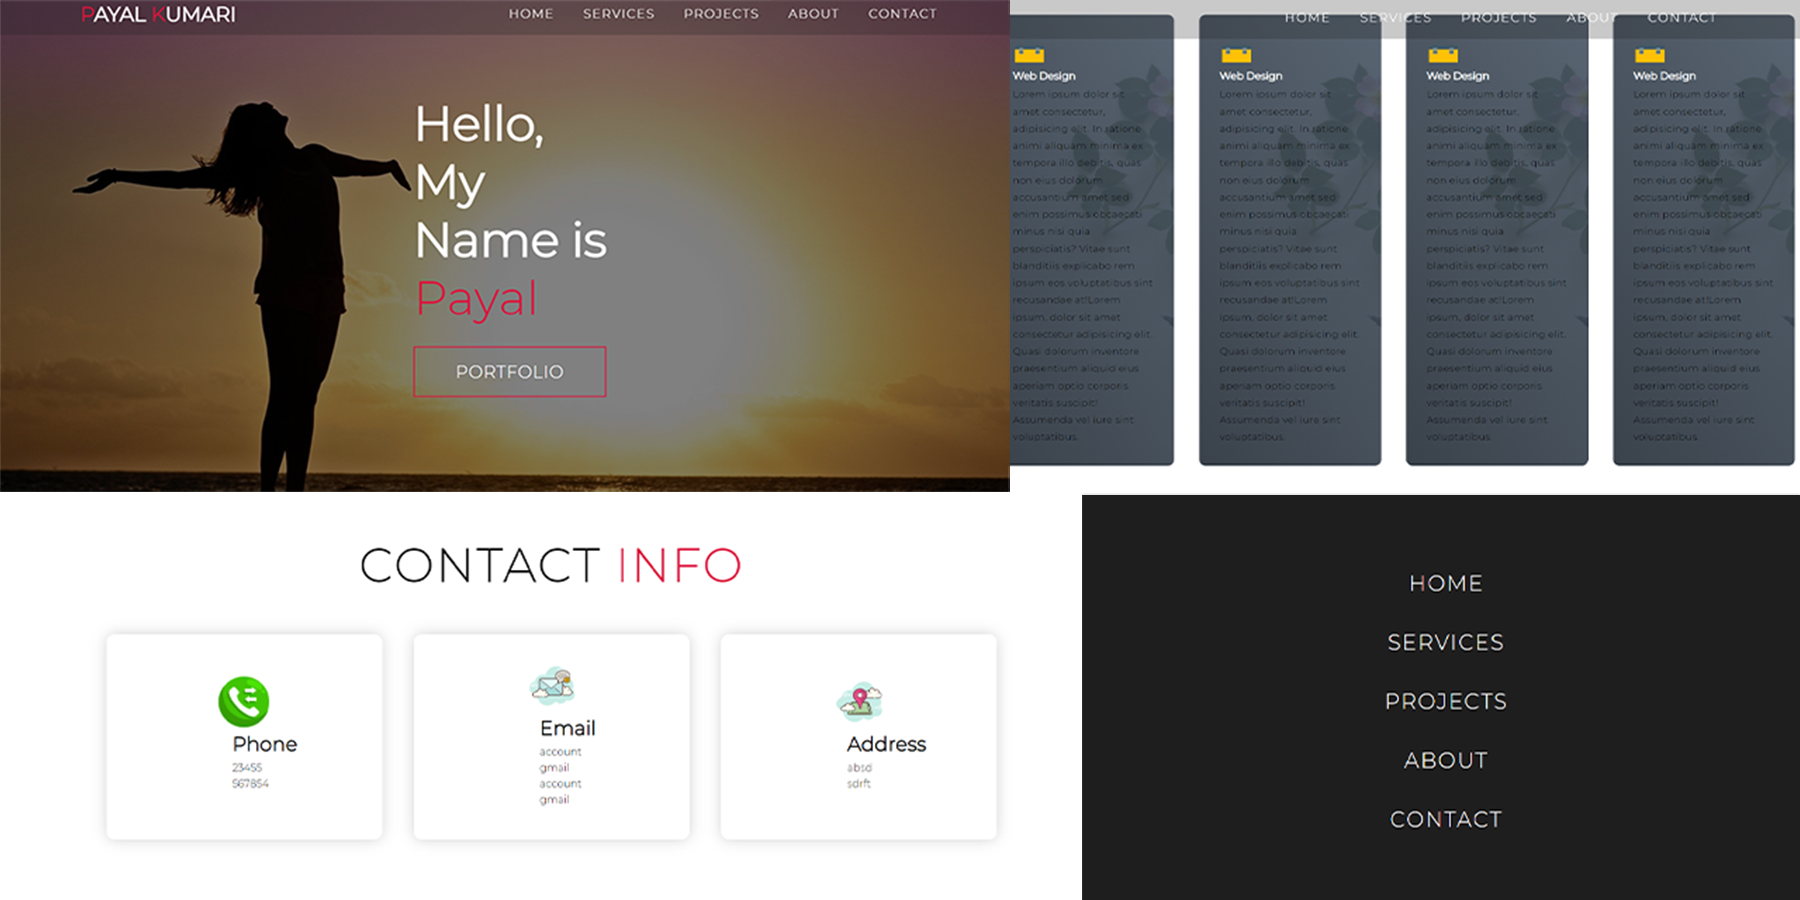 PAYAL KUMARI
HOME SERVICES PROJECTS ABOUT CONTACT
Hello,
My
Name is
Payal
PORTFOLIO
HOME SERVICES PROJECTS ABOUT CONTACT
Web Design
Lorem ipsum dolor sit
amet consectetur,
adipisicing elit. In ratione
animi aliquam minima ex
tempora illo debitis, quas
non eius dolorum
accusantium amet sed
enim possimus obcaecati
minus nisi quia
perspiciatis? Vitae sunt
blanditiis explicabo rem
ipsum eos voluptatibus sint
recusandae at!Lorem
ipsum, dolor sit amet
consectetur adipisicing elit.
Quasi dolorum inventore
praesentium aliquid eius
aperiam optio corporis
veritatis suscipit!
Assumenda vel iure sint
voluptatibus.
Web Design
Lorem ipsum dolor sit
amet consectetur,
adipisicing elit. In ratione
animi aliquam minima ex
tempora illo debitis, quas
non eius dolorum
accusantium amet sed
enim possimus obcaecati
minus nisi quia
perspiciatis? Vitae sunt
blanditiis explicabo rem
ipsum eos voluptatibus sint
recusandae at!Lorem
ipsum, dolor sit amet
consectetur adipisicing elit.
Quasi dolorum inventore
praesentium aliquid eius
aperiam optio corporis
veritatis suscipit!
Assumenda vel iure sint
voluptatibus.
Web Design
Lorem ipsum dolor sit
amet consectetur,
adipisicing elit. In ratione
animi aliquam minima ex
tempora illo debitis, quas
non eius dolorum
accusantium amet sed
enim possimus obcaecati
minus nisi quia
perspiciatis? Vitae sunt
blanditiis explicabo rem
ipsum eos voluptatibus sint
recusandae at!Lorem
ipsum, dolor sit amet
consectetur adipisicing elit.
Quasi dolorum inventore
praesentium aliquid eius
aperiam optio corporis
veritatis suscipit!
Assumenda vel iure sint
voluptatibus.
Web Design
Lorem ipsum dolor sit
amet consectetur,
adipisicing elit. In ratione
animi aliquam minima ex
tempora illo debitis, quas
non eius dolorum
accusantium amet sed
enim possimus obcaecati
minus nisi quia
perspiciatis? Vitae sunt
blanditiis explicabo rem
ipsum eos voluptatibus sint
recusandae at!Lorem
ipsum, dolor sit amet
consectetur adipisicing elit.
Quasi dolorum inventore
praesentium aliquid eius
aperiam optio corporis
veritatis suscipit!
Assumenda vel iure sint
voluptatibus.
CONTACT INFO
Phone
23455
567854
Email
account
gmail
account
gmail
Address
absd
sdrft
HOME
SERVICES
PROJECTS
ABOUT
CONTACT